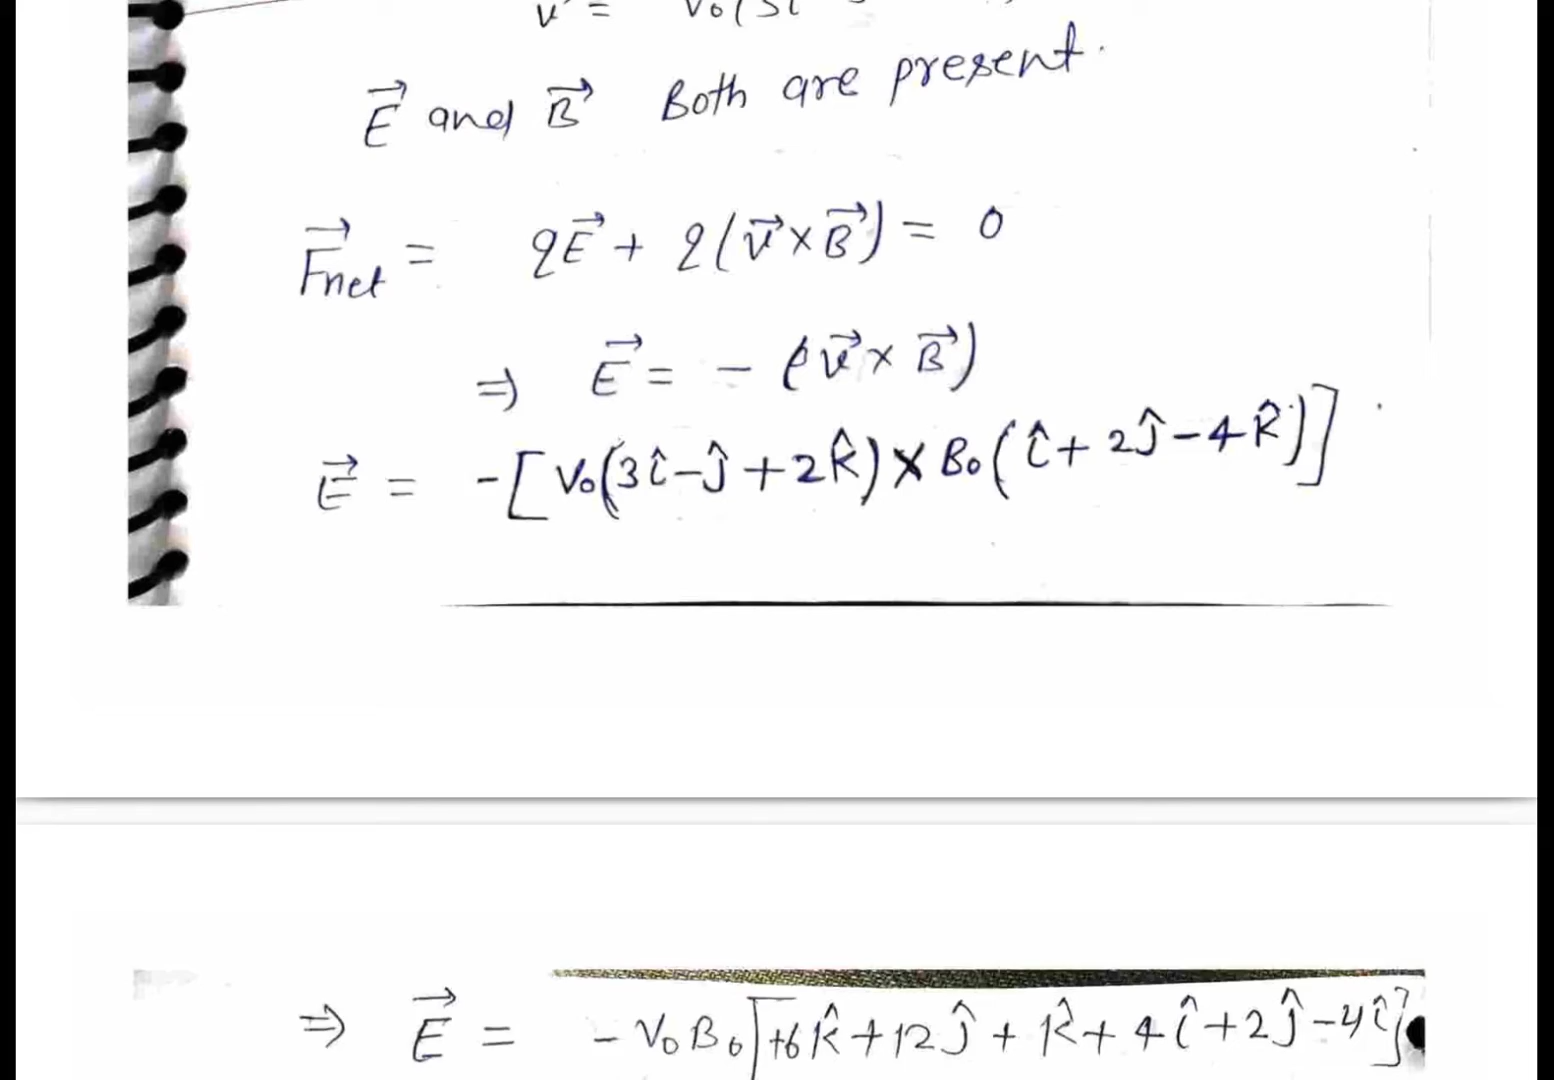 E⃗ and B⃗ Both are present.
F⃗net = qE⃗ + q(v⃗ × B⃗) = 0
⇒ E⃗ = - (v⃗ × B⃗)
E⃗ = -[V₀(3î-ĵ+2k̂) × B₀(î+2ĵ-4k̂)]
⇒ E⃗ = -V₀B₀[+6k̂+12ĵ+k̂+4î+2ĵ-4î]